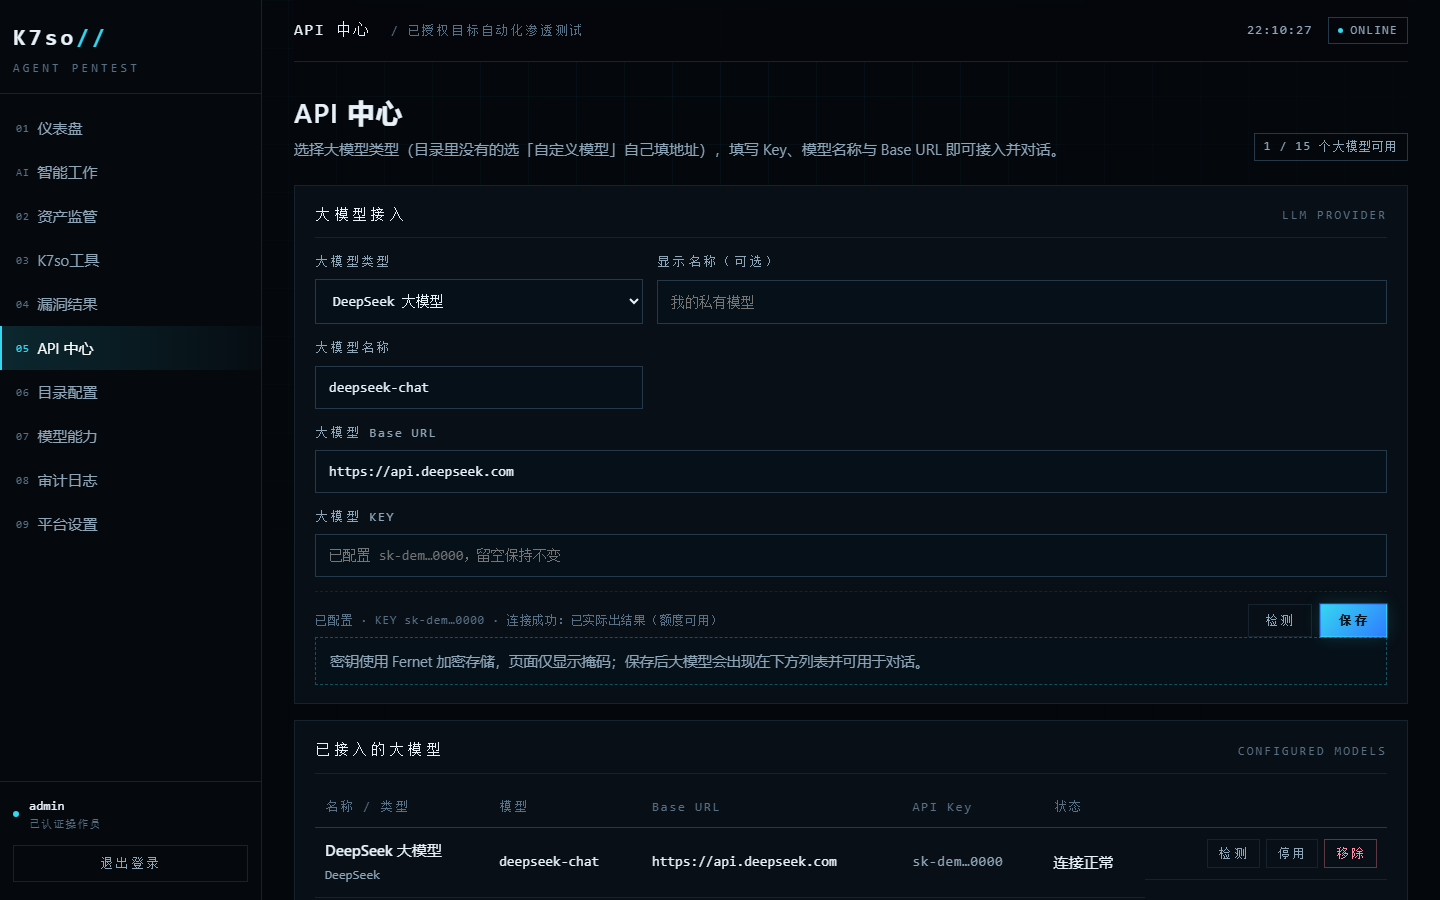 K7so//
AGENT PENTEST
01 仪表盘
AI 智能工作
02 资产监管
03 K7so工具
04 漏洞结果
05 API 中心
06 目录配置
07 模型能力
08 审计日志
09 平台设置
admin
已认证操作员
退出登录
API 中心 / 已授权目标自动化渗透测试
22:10:27
ONLINE
API 中心
选择大模型类型（目录里没有的选「自定义模型」自己填地址），填写 Key、模型名称与 Base URL 即可接入并对话。
1 / 15 个大模型可用
大模型接入
LLM PROVIDER
大模型类型
显示名称（可选）
DeepSeek 大模型
我的私有模型
大模型名称
deepseek-chat
大模型 Base URL
https://api.deepseek.com
大模型 KEY
已配置 sk-dem…0000，留空保持不变
已配置 · KEY sk-dem…0000 · 连接成功：已实际出结果（额度可用）
检测
保存
密钥使用 Fernet 加密存储，页面仅显示掩码；保存后大模型会出现在下方列表并可用于对话。
已接入的大模型
CONFIGURED MODELS
名称 / 类型 模型 Base URL API Key 状态
DeepSeek 大模型
DeepSeek
deepseek-chat
https://api.deepseek.com
sk-dem…0000
连接正常
检测
停用
移除